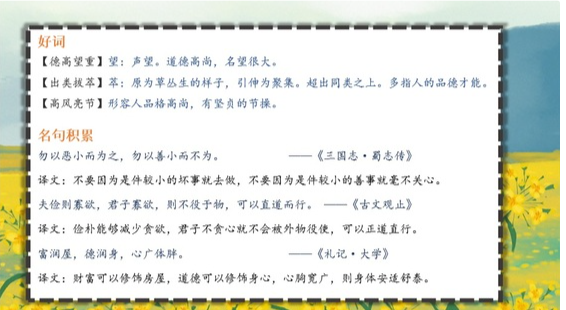 好词
【德高望重】望：声望。道德高尚，名望很大。
【出类拔萃】萃：原为草丛生的样子，引伸为聚集。超出同类之上。多指人的品德才能。
【高风亮节】形容人品格高尚，有坚贞的节操。
名句积累
勿以恶小而为之，勿以善小而不为。 ——《三国志·蜀志传》
译文：不要因为是件较小的坏事就去做，不要因为是件较小的善事就毫不关心。
夫俭则寡欲，君子寡欲，则不役于物，可以直道而行。 ——《古文观止》
译文：俭朴能够减少贪欲，君子不贪心就不会被外物役使，可以正道直行。
富润屋，德润身，心广体胖。 ——《礼记·大学》
译文：财富可以修饰房屋，道德可以修饰身心，心胸宽广，则身体安适舒泰。